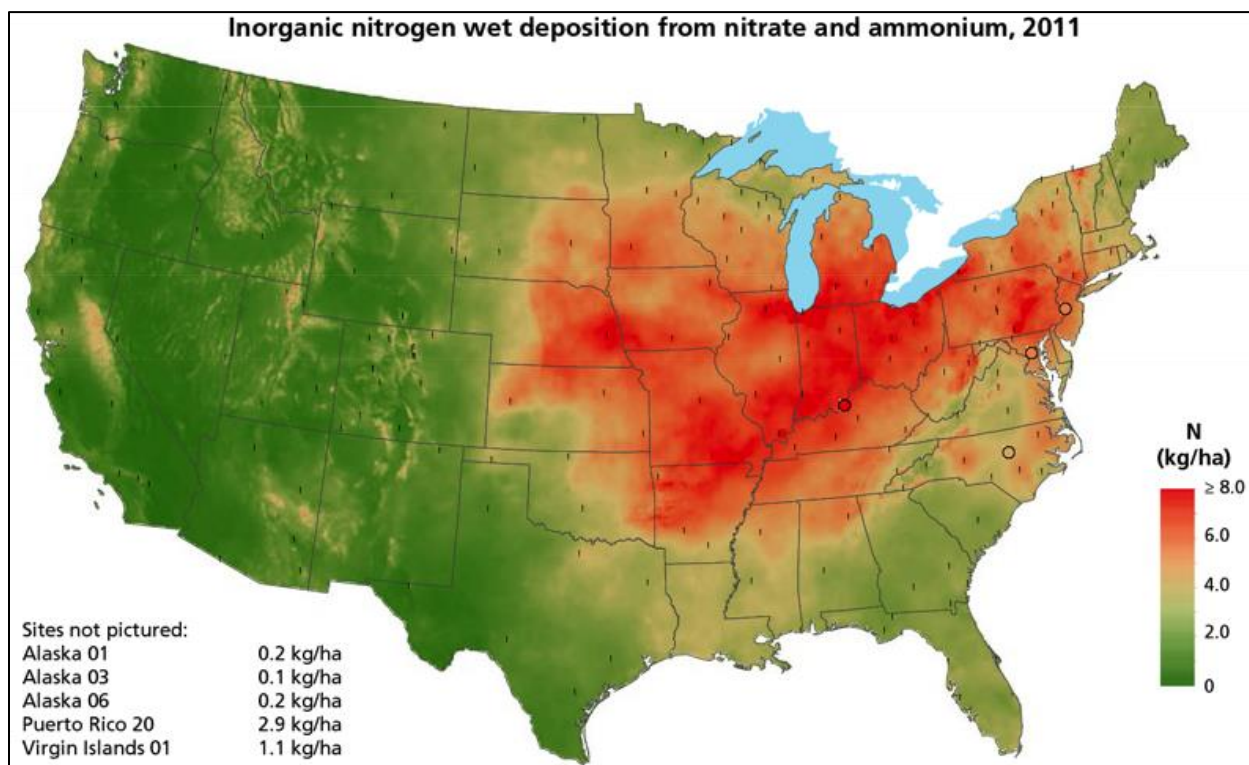 Inorganic nitrogen wet deposition from nitrate and ammonium, 2011
N
(kg/ha)
≥ 8.0
6.0
4.0
2.0
0
Sites not pictured:
Alaska 01 0.2 kg/ha
Alaska 03 0.1 kg/ha
Alaska 06 0.2 kg/ha
Puerto Rico 20 2.9 kg/ha
Virgin Islands 01 1.1 kg/ha